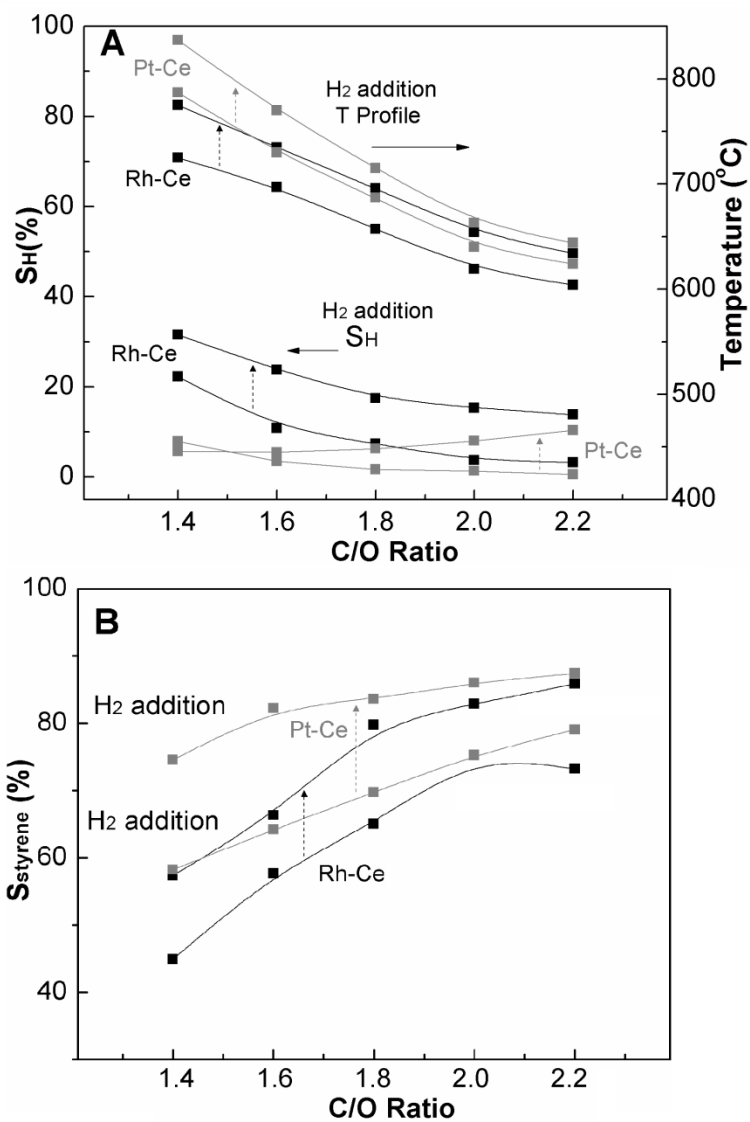 A
100
80
60
40
20
0
SH(%)
Pt-Ce
H2 addition
T Profile
Rh-Ce
H2 addition
SH
Rh-Ce
Pt-Ce
800
700
600
500
400
Temperature (oC)
1.4 1.6 1.8 2.0 2.2
C/O Ratio
B
100
80
60
40
Sstyrene (%)
H2 addition
Pt-Ce
H2 addition
Rh-Ce
1.4 1.6 1.8 2.0 2.2
C/O Ratio